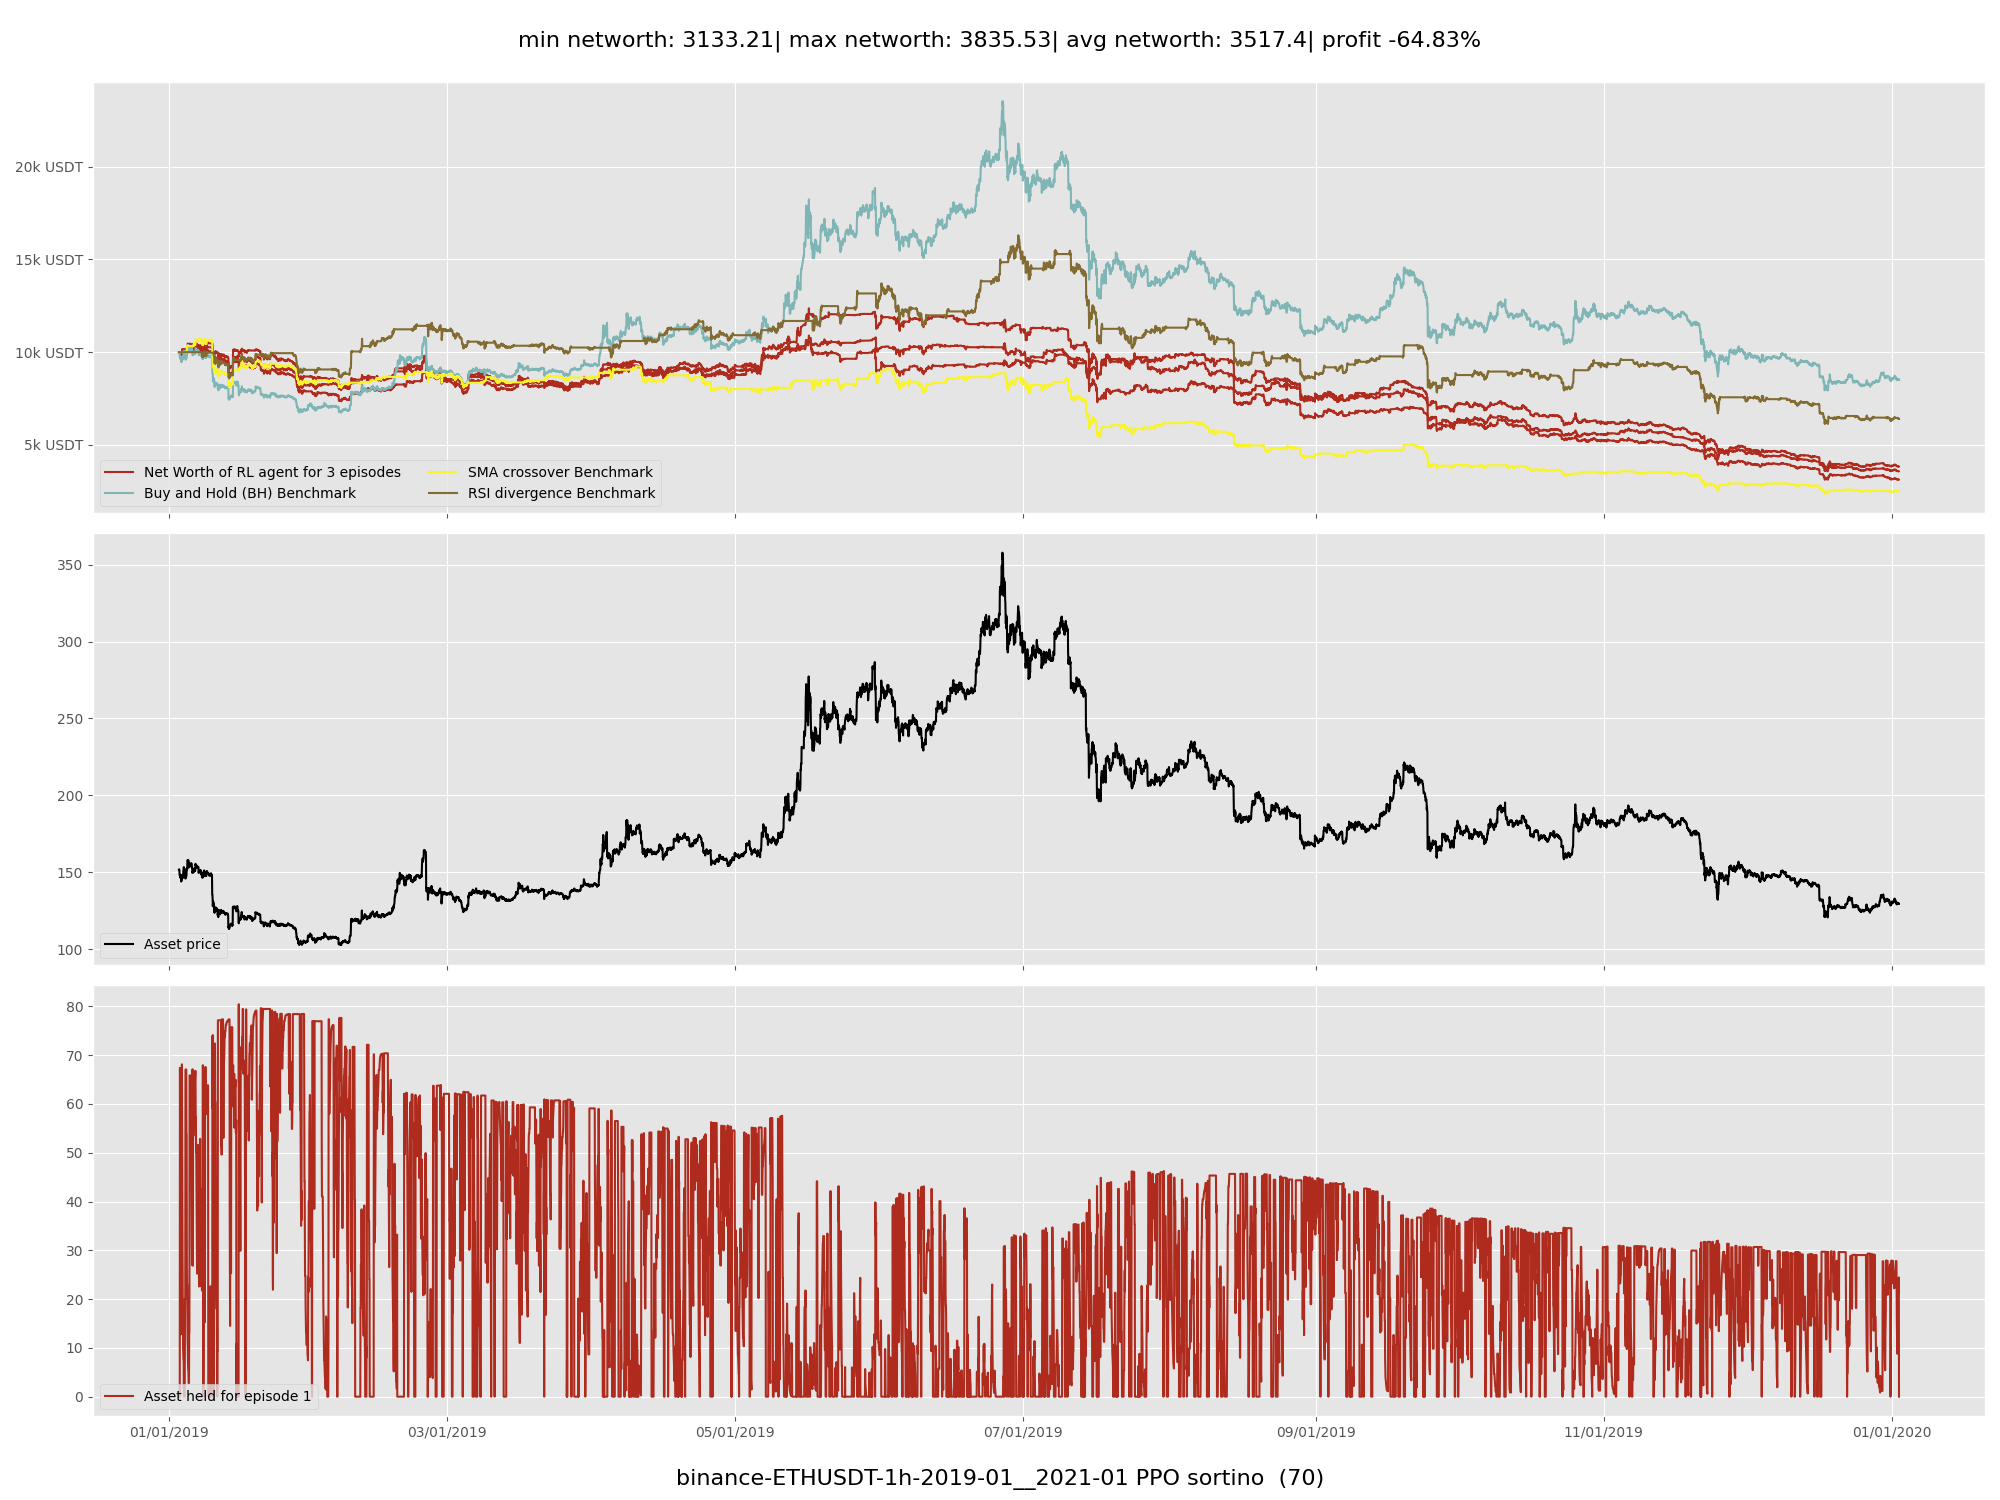 min networth: 3133.21| max networth: 3835.53| avg networth: 3517.4| profit -64.83%
20k USDT
15k USDT
10k USDT
5k USDT
Net Worth of RL agent for 3 episodes
Buy and Hold (BH) Benchmark
SMA crossover Benchmark
RSI divergence Benchmark
350
300
250
200
150
100
Asset price
80
70
60
50
40
30
20
10
0
Asset held for episode 1
01/01/2019 03/01/2019 05/01/2019 07/01/2019 09/01/2019 11/01/2019 01/01/2020
binance-ETHUSDT-1h-2019-01__2021-01 PPO sortino  (70)